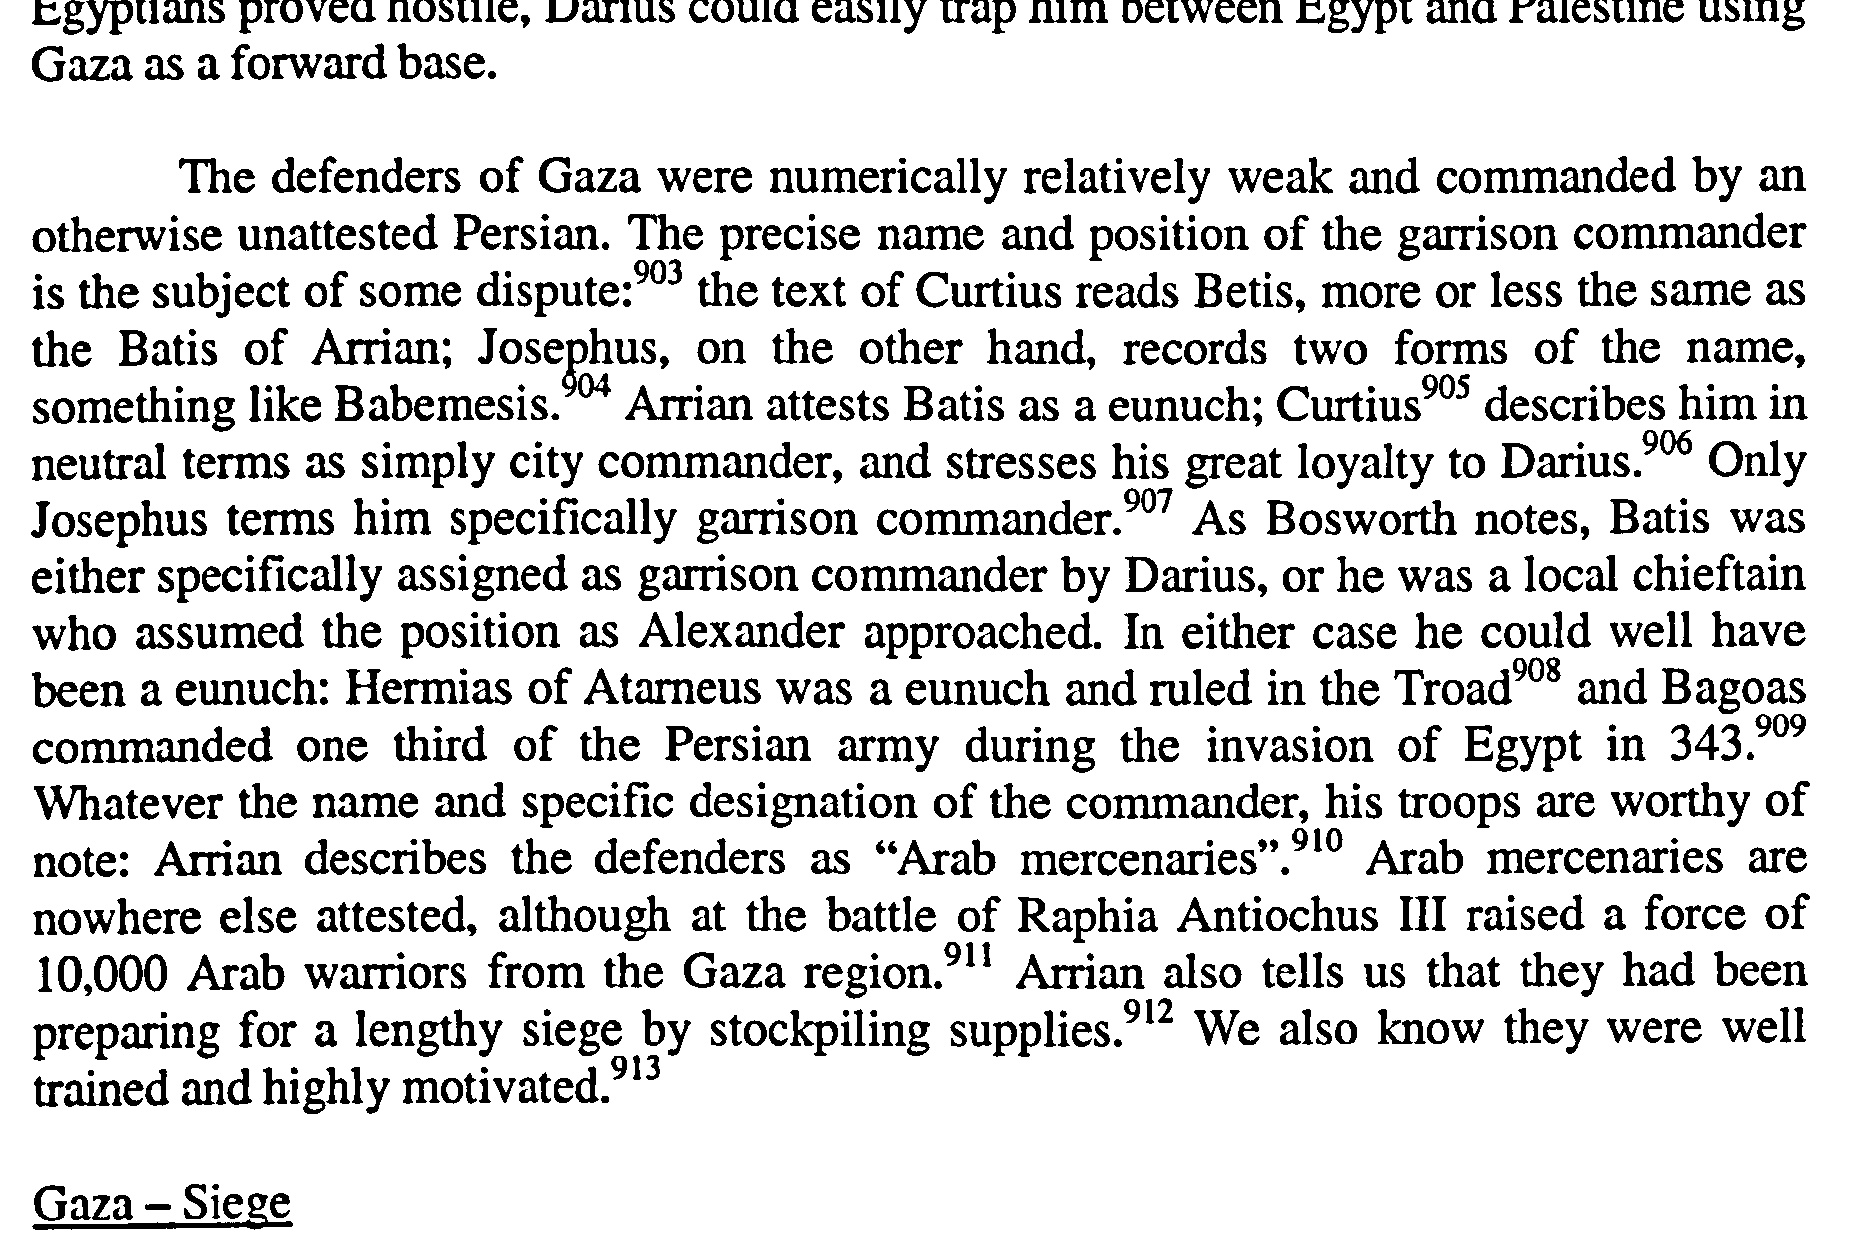 Egyptians proved hostile, Darius could easily trap him between Egypt and Palestine using
Gaza as a forward base.
The defenders of Gaza were numerically relatively weak and commanded by an
otherwise unattested Persian. The precise name and position of the garrison commander
is the subject of some dispute:903 the text of Curtius reads Betis, more or less the same as
the Batis of Arrian; Josephus, on the other hand, records two forms of the name,
something like Babemesis.904 Arrian attests Batis as a eunuch; Curtius905 describes him in
neutral terms as simply city commander, and stresses his great loyalty to Darius.906 Only
Josephus terms him specifically garrison commander.907 As Bosworth notes, Batis was
either specifically assigned as garrison commander by Darius, or he was a local chieftain
who assumed the position as Alexander approached. In either case he could well have
been a eunuch: Hermias of Atarneus was a eunuch and ruled in the Troad908 and Bagoas
commanded one third of the Persian army during the invasion of Egypt in 343.909
Whatever the name and specific designation of the commander, his troops are worthy of
note: Arrian describes the defenders as “Arab mercenaries”.910 Arab mercenaries are
nowhere else attested, although at the battle of Raphia Antiochus III raised a force of
10,000 Arab warriors from the Gaza region.911 Arrian also tells us that they had been
preparing for a lengthy siege by stockpiling supplies.912 We also know they were well
trained and highly motivated.913
Gaza – Siege